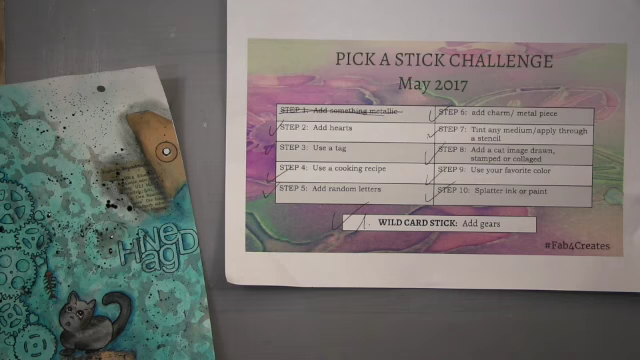 PICK A STICK CHALLENGE
May 2017
STEP 1: Add something metallic
STEP 2: Add hearts
STEP 3: Use a tag
STEP 4: Use a cooking recipe
STEP 5: Add random letters
STEP 6: add charm/ metal piece
STEP 7: Tint any medium/apply through
a stencil
STEP 8: Add a cat image drawn,
stamped or collaged
STEP 9: Use your favorite color
STEP 10: Splatter ink or paint
WILD CARD STICK: Add gears
#Fab4Creates